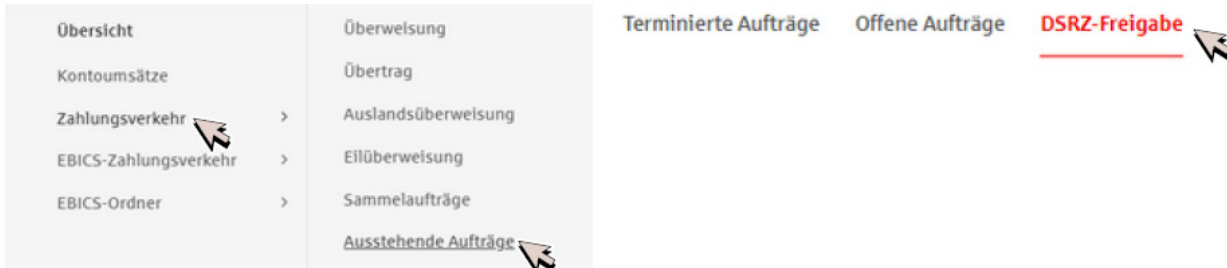 Übersicht
Kontoumsätze
Zahlungsverkehr
EBICS-Zahlungsverkehr
EBICS-Ordner
Überweisung
Übertrag
Auslandsüberweisung
Eilüberweisung
Sammelaufträge
Ausstehende Aufträge
Terminierte Aufträge Offene Aufträge DSRZ-Freigabe